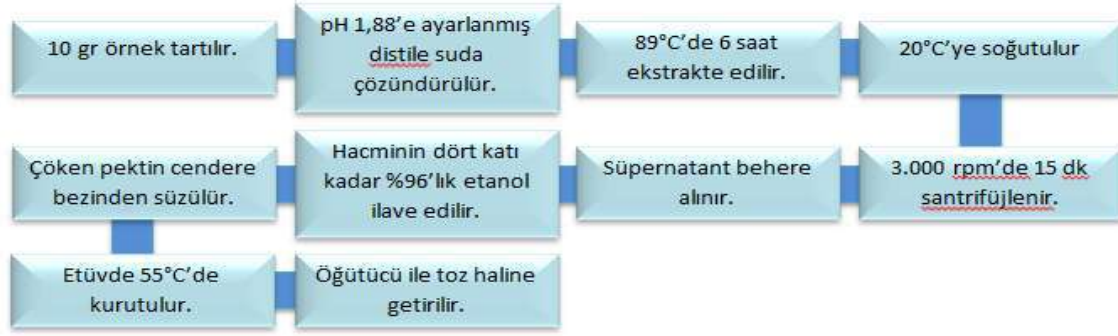 10 gr örnek tartılır.
pH 1,88'e ayarlanmış
distile suda
çözündürülür.
89°C'de 6 saat
ekstrakte edilir.
20°C'ye soğutulur
3.000 rpm'de 15 dk
santrifüjlenir.
Süpernatant behere
alınır.
Hacminin dört katı
kadar %96'lık etanol
ilave edilir.
Çöken pektin cendere
bezinden süzülür.
Etüvde 55°C'de
kurutulur.
Öğütücü ile toz haline
getirilir.